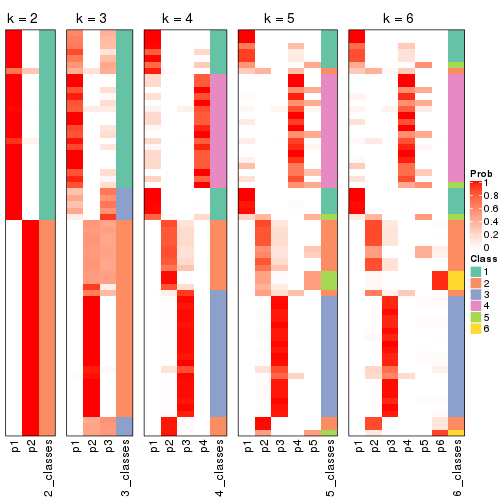 k = 2
k = 3
k = 4
k = 5
k = 6
Prob
1
0.8
0.6
0.4
0.2
0
Class
1
2
3
4
5
6
p1
p2
2_classes
p1
p2
p3
3_classes
p1
p2
p3
p4
4_classes
p1
p2
p3
p4
p5
5_classes
p1
p2
p3
p4
p5
p6
6_classes